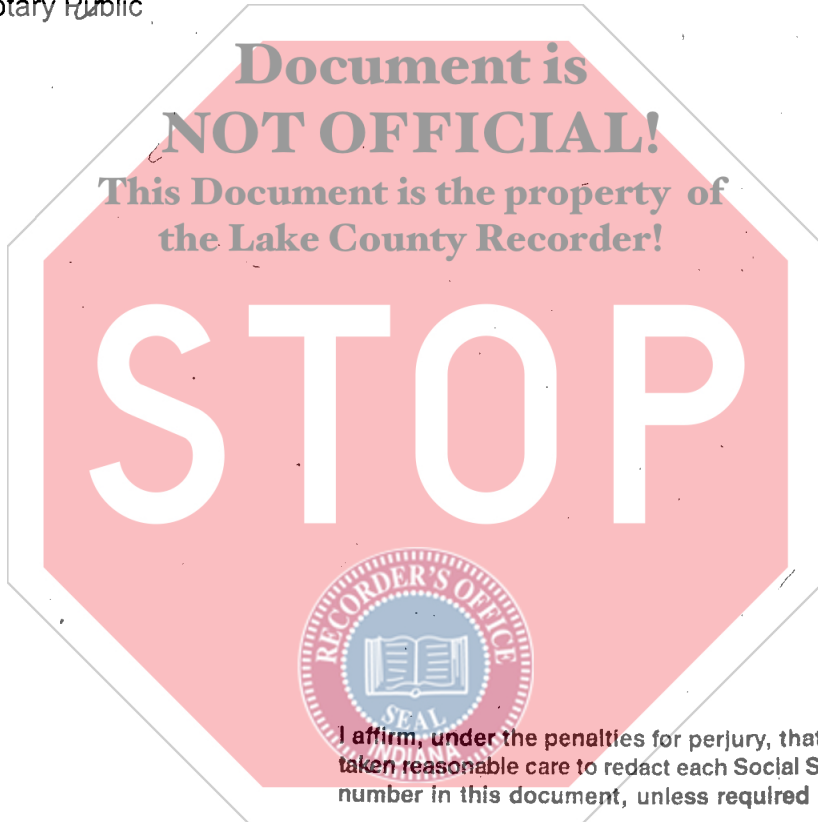 otary Public
Document is
NOT OFFICIAL!
This Document is the property of
the Lake County Recorder!
STOP
RECORDER'S OFFICE
SEAL
INDIANA
I affirm, under the penalties for perjury, that
taken reasonable care to redact each Social S
number in this document, unless required